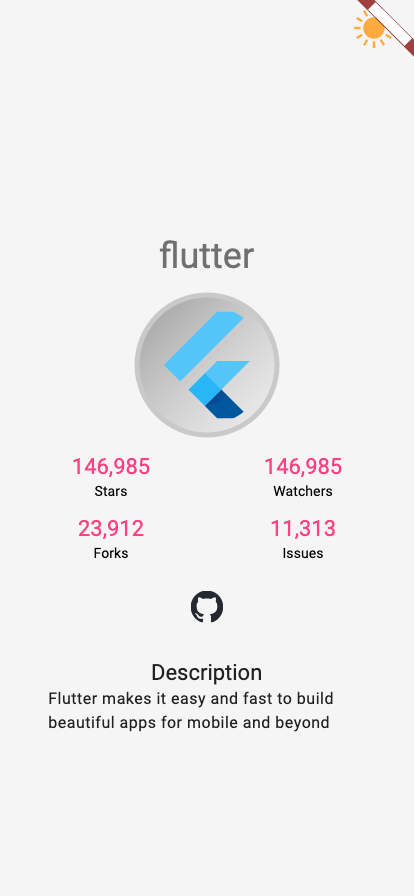 flutter
146,985 146,985
Stars Watchers
23,912 11,313
Forks Issues
Description
Flutter makes it easy and fast to build
beautiful apps for mobile and beyond